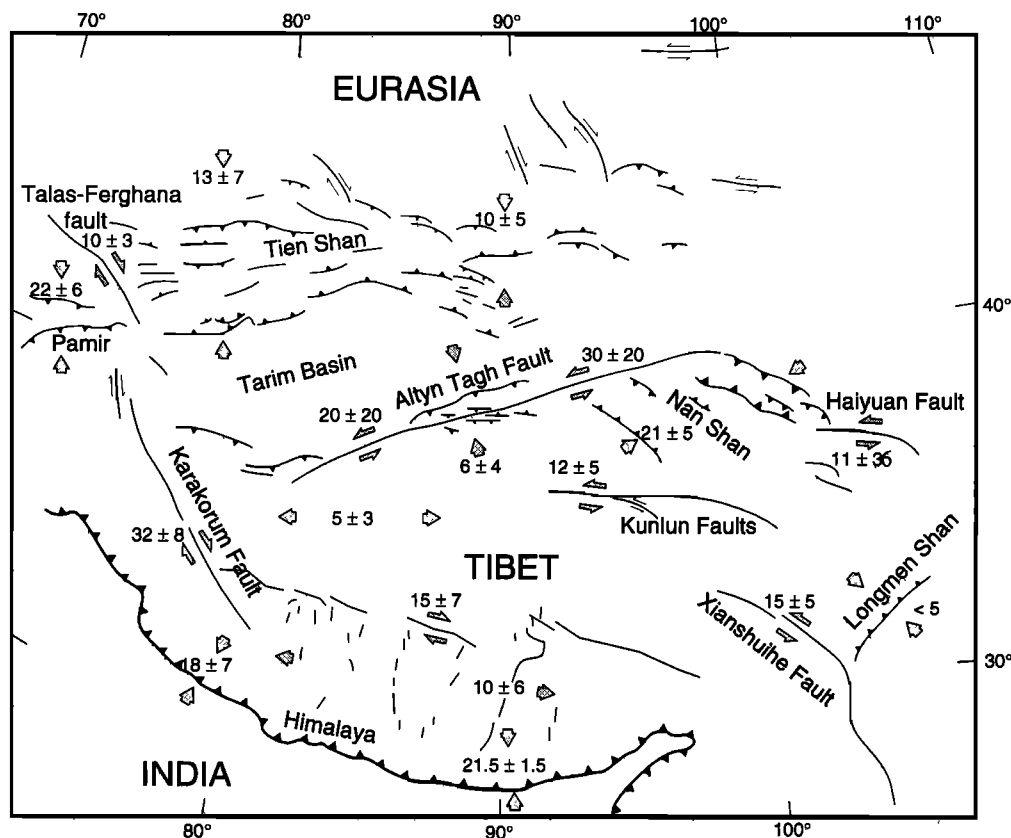 70° 80° 90° 100° 110°
EURASIA
13 ± 7
Talas-Ferghana
fault
10 ± 5
10 ± 3
Tien Shan
22 ± 6
40°
Pamir
Tarim Basin
Altyn Tagh Fault
30 ± 20
20 ± 20
Nan Shan
Haiyuan Fault
21 ± 5
6 ± 4
12 ± 5
Karakorum Fault
5 ± 3
Kunlun Faults
32 ± 8
TIBET
Longmen Shan
15 ± 7
Xianshuihe Fault
15 ± 5
< 5
18 ± 7
30°
10 ± 6
Himalaya
21.5 ± 1.5
INDIA
80° 90° 100°